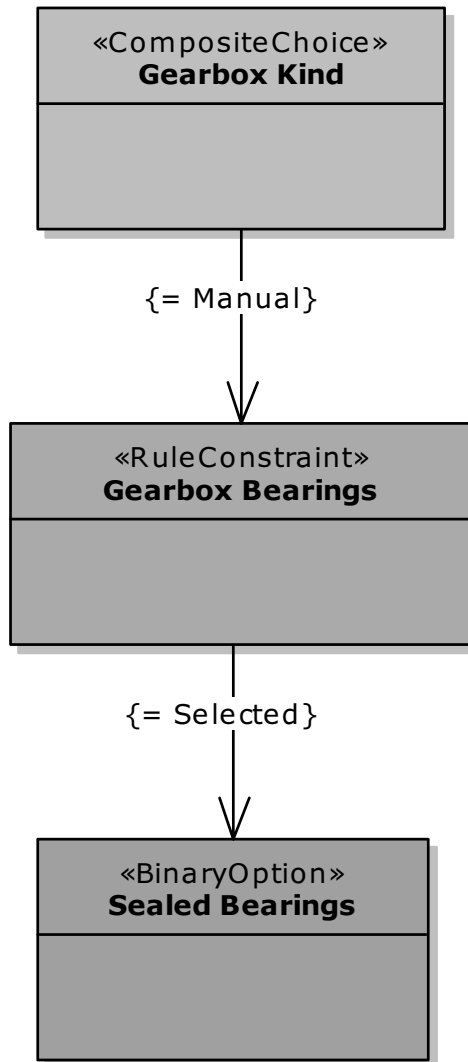 «CompositeChoice»
Gearbox Kind
{= Manual}
«RuleConstraint»
Gearbox Bearings
{= Selected}
«BinaryOption»
Sealed Bearings